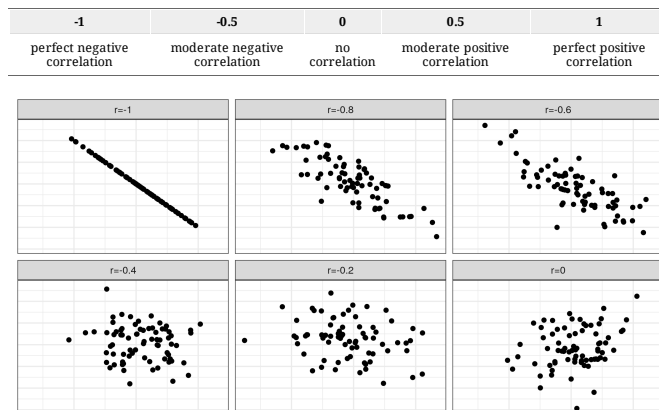 -1 -0.5 0 0.5 1
perfect negative moderate negative no moderate positive perfect positive
correlation correlation correlation correlation correlation
r=-1 r=-0.8 r=-0.6
r=-0.4 r=-0.2 r=0